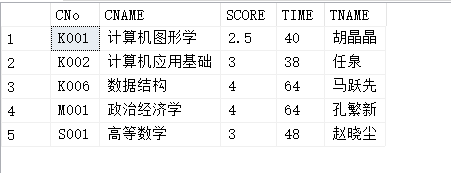 CNo CNAME SCORE TIME TNAME
1 K001 计算机图形学 2.5 40 胡晶晶
2 K002 计算机应用基础 3 38 任泉
3 K006 数据结构 4 64 马跃先
4 M001 政治经济学 4 64 孔繁新
5 S001 高等数学 3 48 赵晓尘